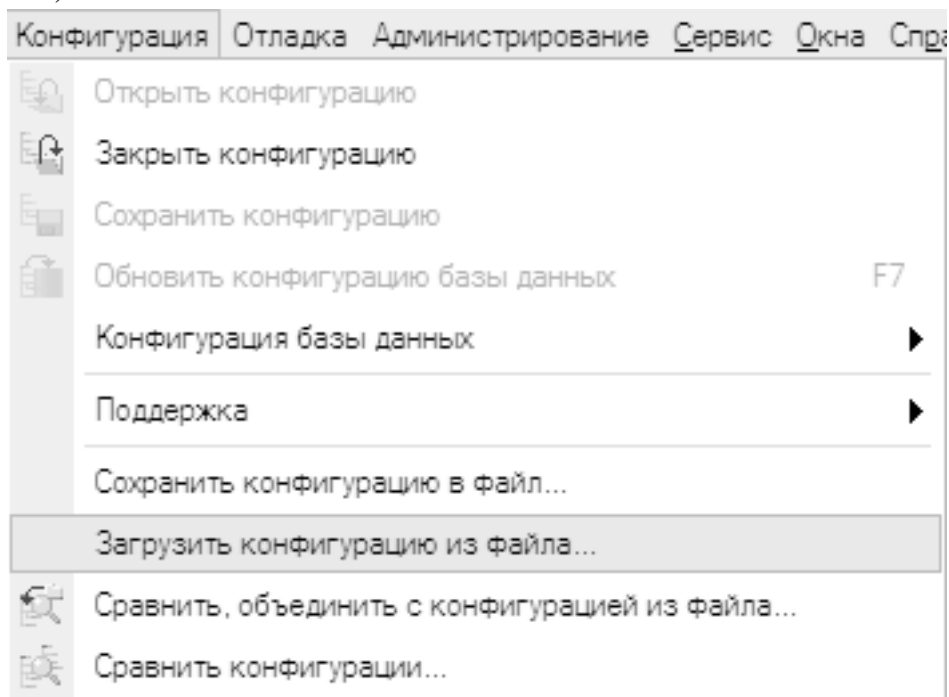 Конфигурация Отладка Администрирование Сервис Окна
Открыть конфигурацию
Закрыть конфигурацию
Сохранить конфигурацию
Обновить конфигурацию базы данных F7
Конфигурация базы данных
Поддержка
Сохранить конфигурацию в файл...
Загрузить конфигурацию из файла...
Сравнить, объединить с конфигурацией из файла...
Сравнить конфигурации...